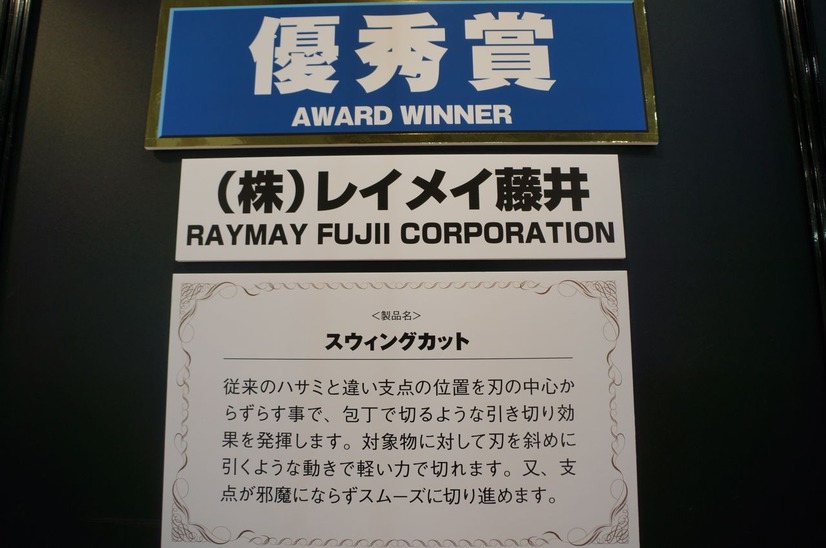 優秀賞
AWARD WINNER
（株）レイメイ藤井
RAYMAY FUJII CORPORATION
＜製品名＞
スウィングカット
従来のハサミと違い支点の位置を刃の中心か
らずらす事で、包丁で切るような引き切り効
果を発揮します。対象物に対して刃を斜めに
引くような動きで軽い力で切れます。又、支
点が邪魔にならずスムーズに切り進めます。